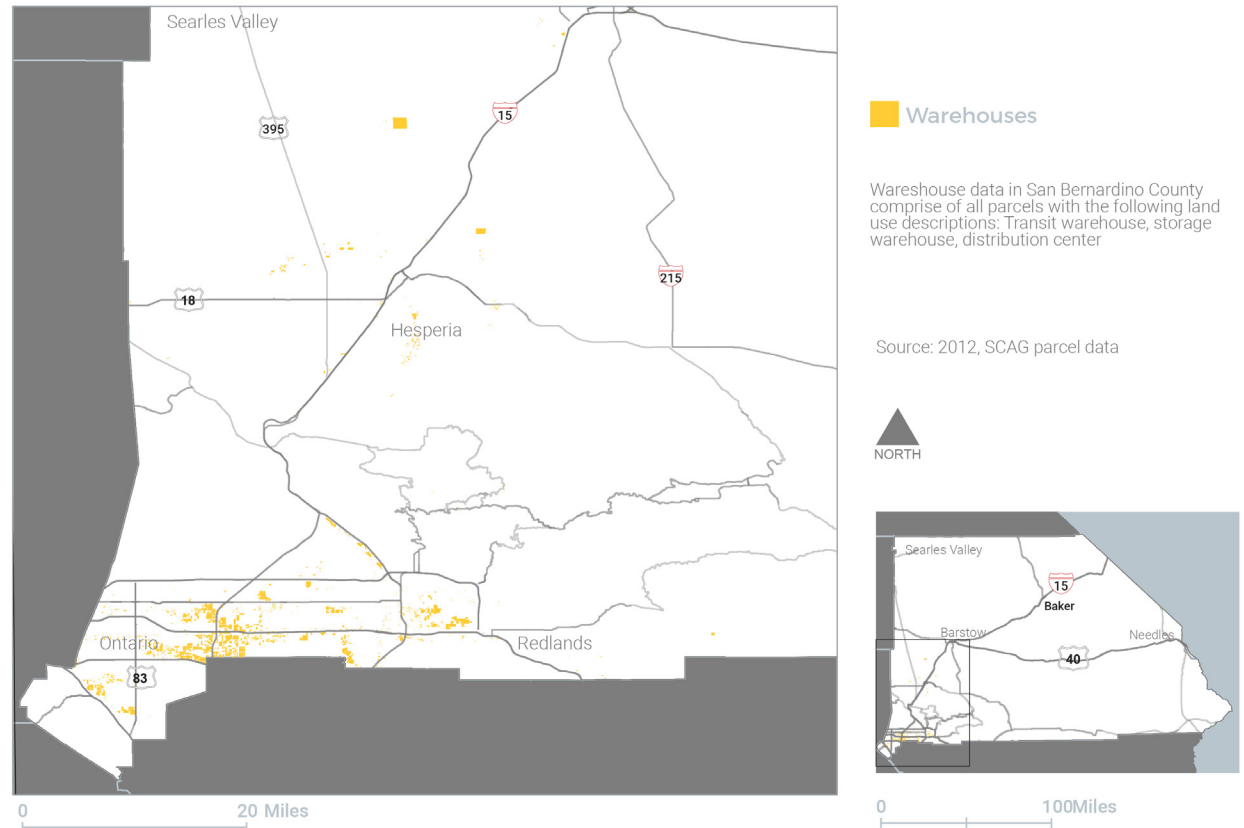 Searles Valley
395
15
18
215
Hesperia
Ontario
Redlands
83
0
20 Miles
Warehouses
Wareshouse data in San Bernardino County
comprise of all parcels with the following land
use descriptions: Transit warehouse, storage
warehouse, distribution center
Source: 2012, SCAG parcel data
NORTH
Searles Valley
15
Baker
Barstow
Needles
40
0
100Miles